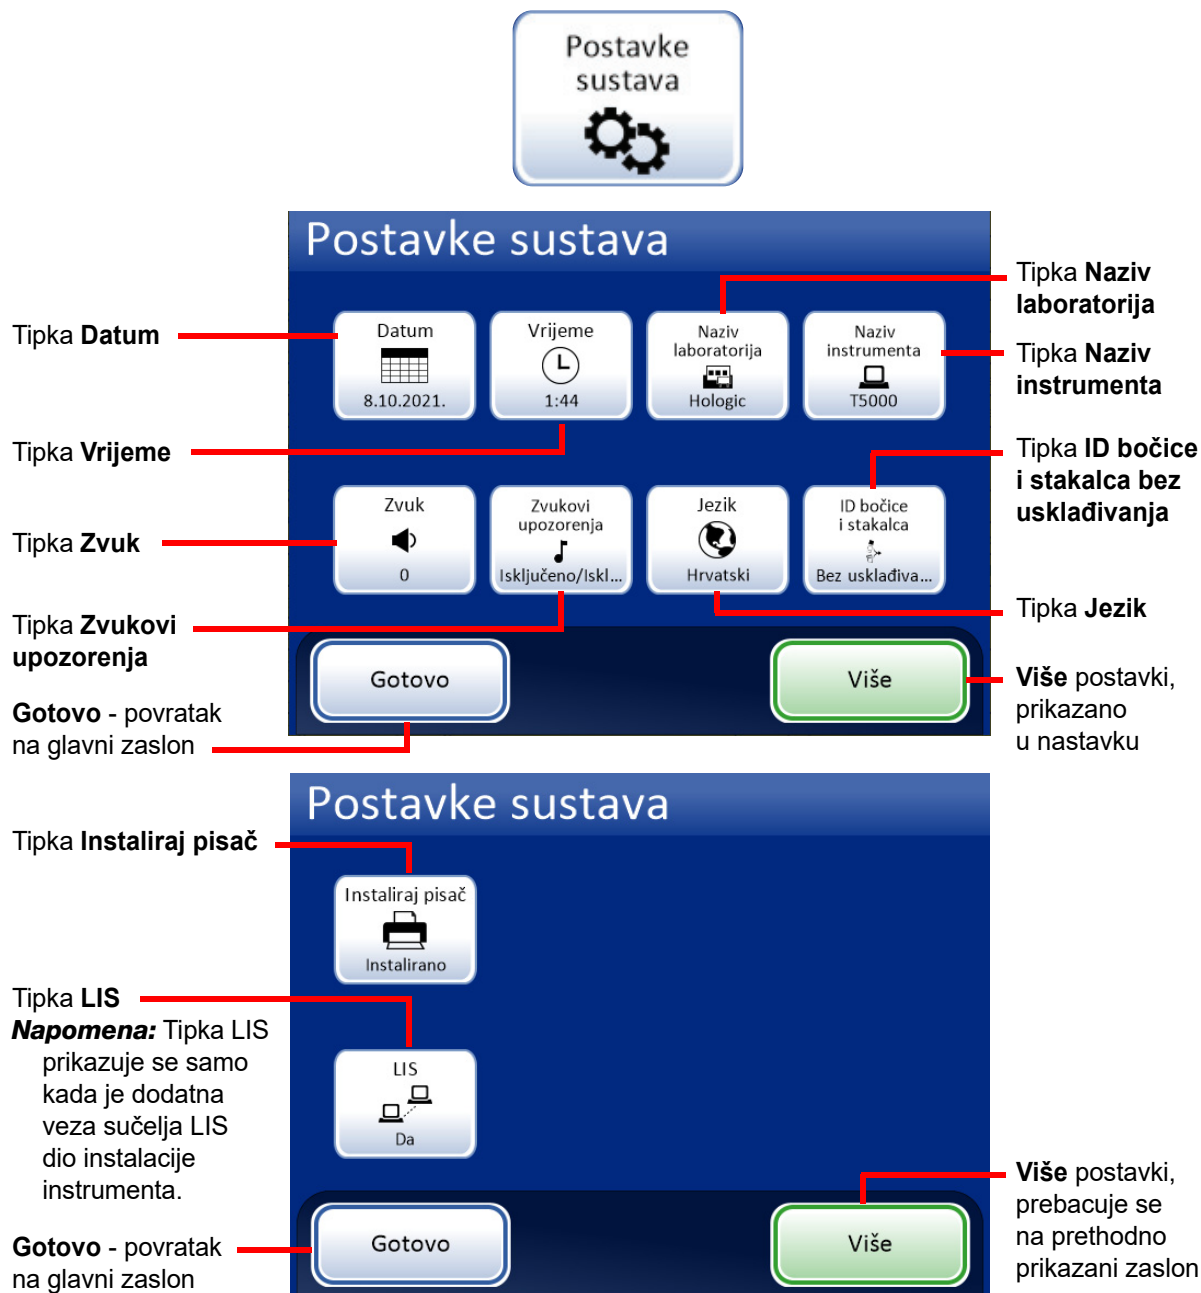 Postavke
sustava
Postavke sustava
Tipka Datum
Tipka Vrijeme
Tipka Zvuk
Tipka Zvukovi
upozorenja
Gotovo - povratak
na glavni zaslon
Datum
8.10.2021.
Vrijeme
1:44
Naziv
laboratorija
Hologic
Naziv
instrumenta
T5000
Zvuk
0
Zvukovi
upozorenja
Isključeno/Iskl...
Jezik
Hrvatski
ID bočice
i stakalca
Bez usklađiva...
Gotovo
Više
Tipka Naziv
laboratorija
Tipka Naziv
instrumenta
Tipka ID bočice
i stakalca bez
usklađivanja
Tipka Jezik
Više postavki,
prikazano
u nastavku
Postavke sustava
Tipka Instaliraj pisač
Tipka LIS
Napomena: Tipka LIS
prikazuje se samo
kada je dodatna
veza sučelja LIS
dio instalacije
instrumenta.
Gotovo - povratak
na glavni zaslon
Instaliraj pisač
Instalirano
LIS
Da
Gotovo
Više
Više postavki,
prebacuje se
na prethodno
prikazani zaslon